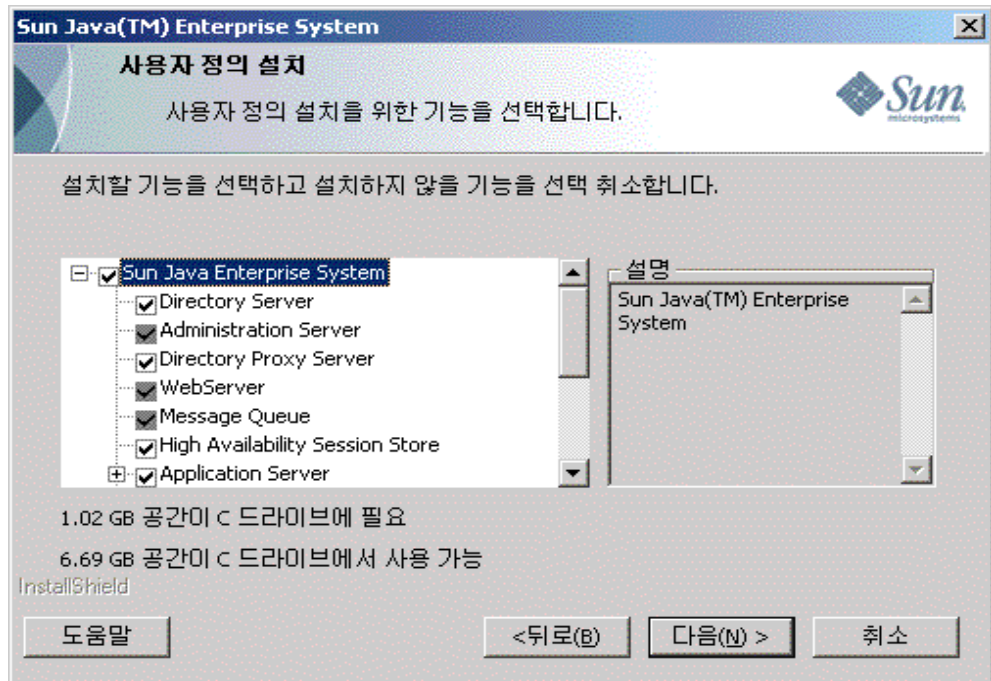 Sun Java(TM) Enterprise System
사용자 정의 설치
사용자 정의 설치를 위한 기능을 선택합니다.
Sun
microsystems
설치할 기능을 선택하고 설치하지 않을 기능을 선택 취소합니다.
Sun Java Enterprise System
Directory Server
Administration Server
Directory Proxy Server
WebServer
Message Queue
High Availability Session Store
Application Server
설명
Sun Java(TM) Enterprise
System
1.02 GB 공간이 C 드라이브에 필요
6.69 GB 공간이 C 드라이브에서 사용 가능
InstallShield
도움말
<뒤로(B)
다음(N) >
취소